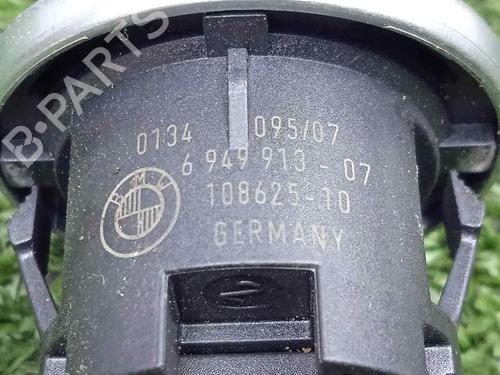 B-PARTS
0134 095/07
6 949 913 - 07
108625-10
GERMANY